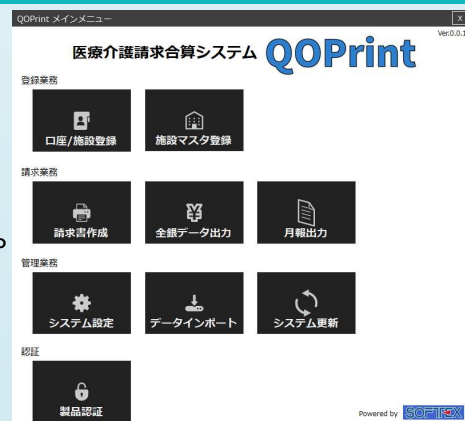 QOPrint メインメニュー
X
Ver.0.0.1
医療介護請求合算システム QOPrint
登録業務
口座/施設登録
施設マスタ登録
請求業務
請求書作成
全銀データ出力
月報出力
管理業務
システム設定
データインポート
システム更新
認証
製品認証
Powered by SOFTEX